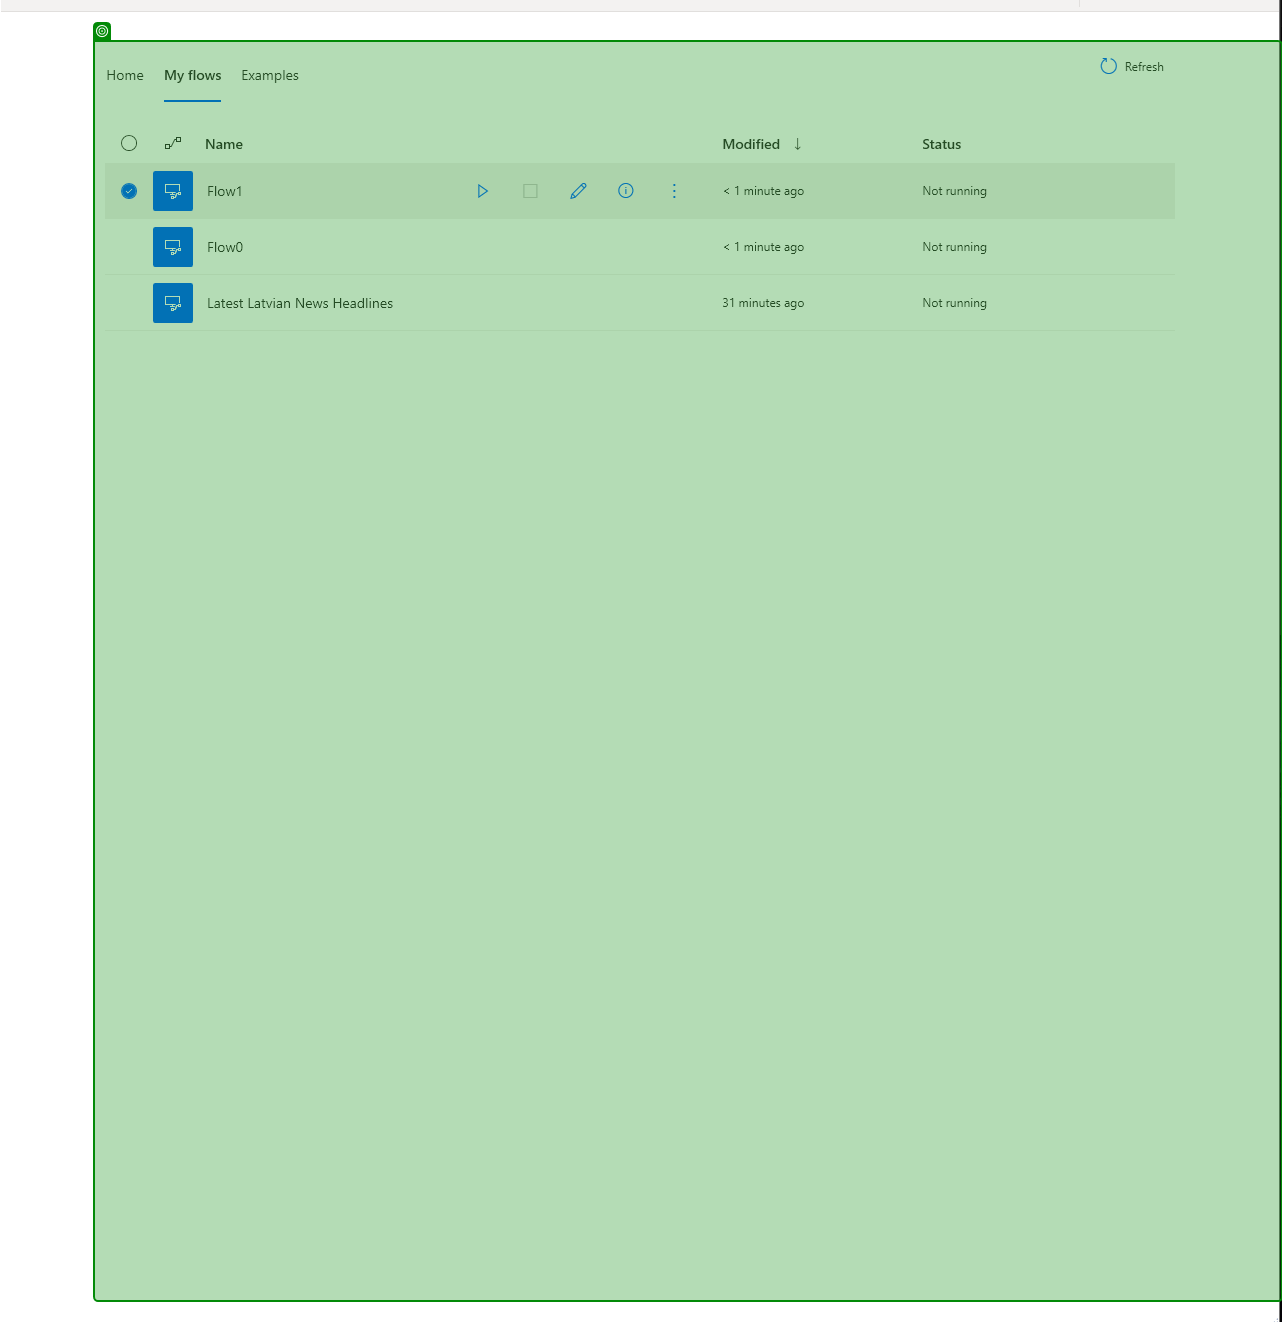 Home My flows Examples Refresh
Name Modified ↓ Status
Flow1 < 1 minute ago Not running
Flow0 < 1 minute ago Not running
Latest Latvian News Headlines 31 minutes ago Not running